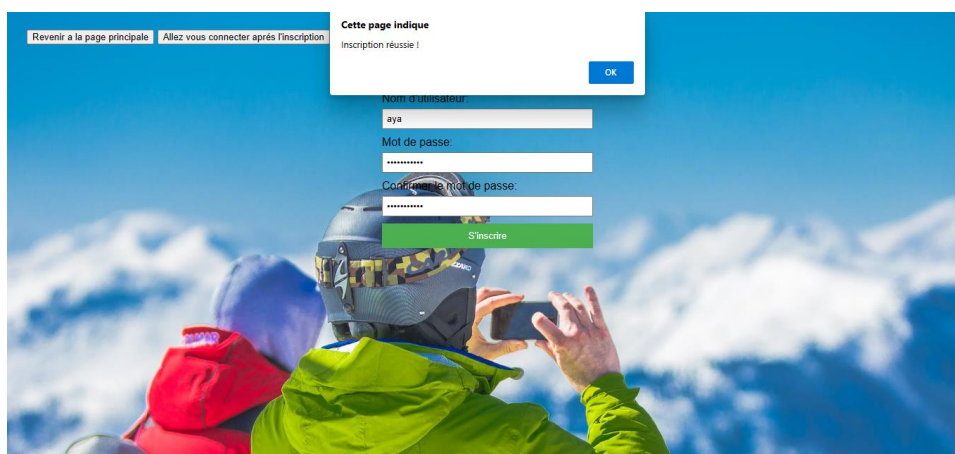 Cette page indique
Inscription réussie !
OK
Revenir a la page principale
Allez vous connecter aprés l'inscription
Nom d'utilisateur:
aya
Mot de passe:
•••••••••••
Confirmer le mot de passe:
•••••••••••
S'inscrire